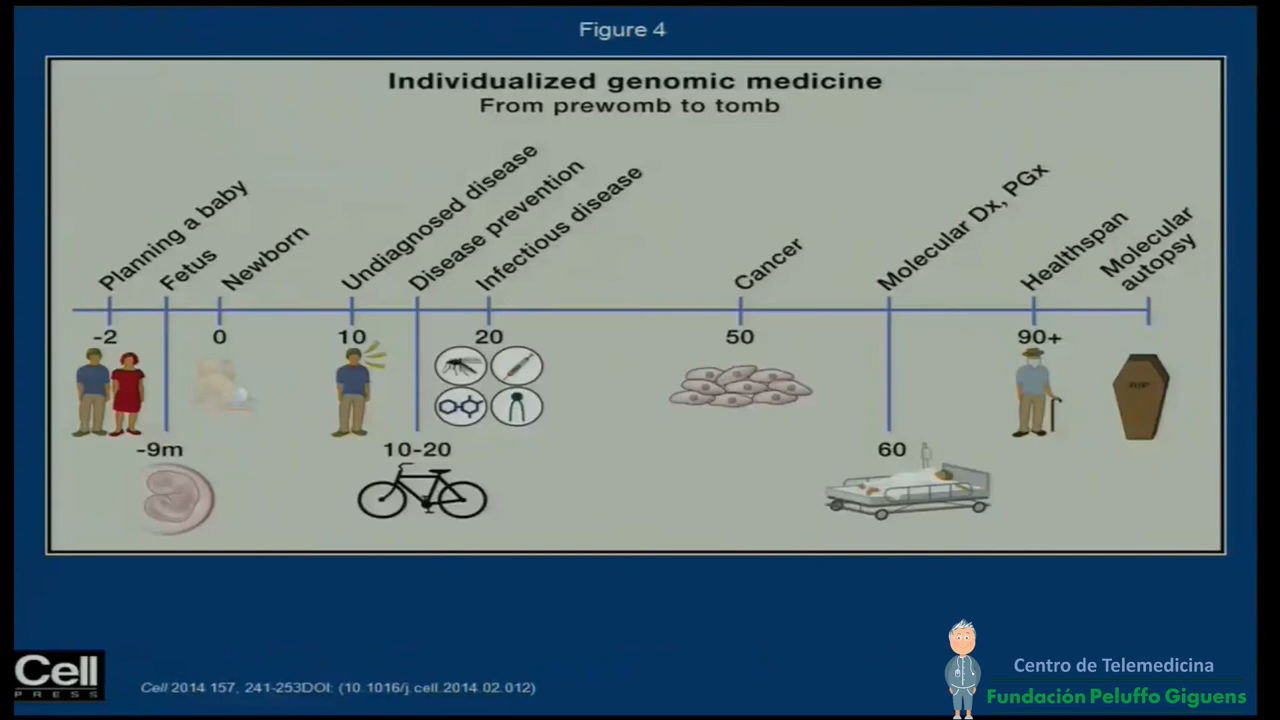 Figure 4
Individualized genomic medicine
From prewomb to tomb
Planning a baby
Fetus
Newborn
Undiagnosed disease
Disease prevention
Infectious disease
Cancer
Molecular Dx, PGx
Healthspan
Molecular
autopsy
-2
0
10
20
50
90+
RIP
-9m
10-20
60
Cell
PRESS
Cell 2014 157, 241-253DOI: (10.1016/j.cell.2014.02.012)
Centro de Telemedicina
Fundación Peluffo Giguens